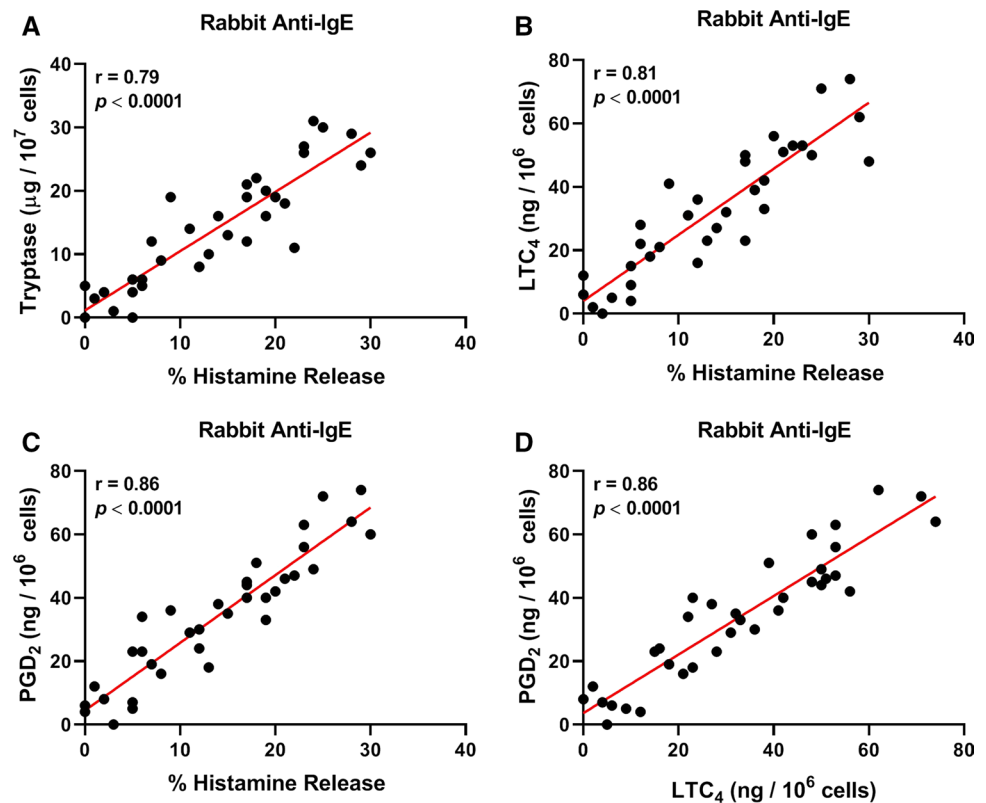 A
Rabbit Anti-IgE
r = 0.79
p < 0.0001
Tryptase (µg / 10⁷ cells)
40
30
20
10
0
0 10 20 30 40
% Histamine Release
B
Rabbit Anti-IgE
r = 0.81
p < 0.0001
LTC₄ (ng / 10⁶ cells)
80
60
40
20
0
0 10 20 30 40
% Histamine Release
C
Rabbit Anti-IgE
r = 0.86
p < 0.0001
PGD₂ (ng / 10⁶ cells)
80
60
40
20
0
0 10 20 30 40
% Histamine Release
D
Rabbit Anti-IgE
r = 0.86
p < 0.0001
PGD₂ (ng / 10⁶ cells)
80
60
40
20
0
0 20 40 60 80
LTC₄ (ng / 10⁶ cells)